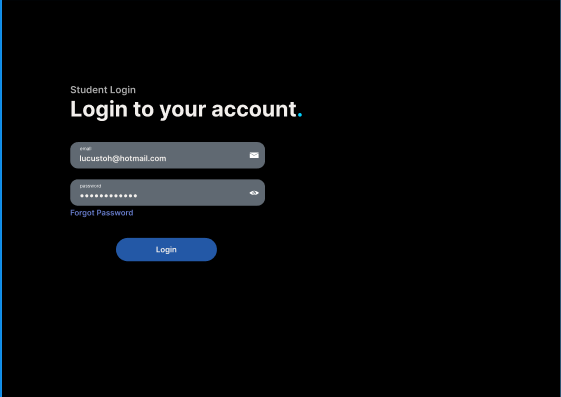 Student Login
Login to your account.
email
lucustoh@hotmail.com
password
••••••••••••
Forgot Password
Login